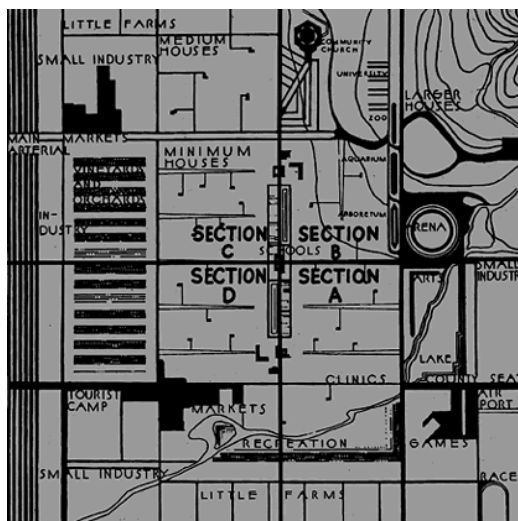 LITTLE FARMS
MEDIUM
HOUSES
COMMUNITY
CHURCH
SMALL INDUSTRY
UNIVERSITY
LARGER
HOUSES
ZOO
MAIN
ARTERIAL
MARKETS
MINIMUM
HOUSES
AQUARIUM
VINEYARDS
AND
ORCHARDS
IN-
DUSTRY
ARBORETUM
ARENA
SECTION
C
SECTION
B
SCHOOLS
SECTION
D
SECTION
A
ARTS
SMALL
INDUST
LAKE
CLINICS
COUNTY SEAT
TOURIST
CAMP
MARKETS
AIR
PORT
RECREATION
GAMES
SMALL INDUSTRY
RACE
LITTLE FARMS